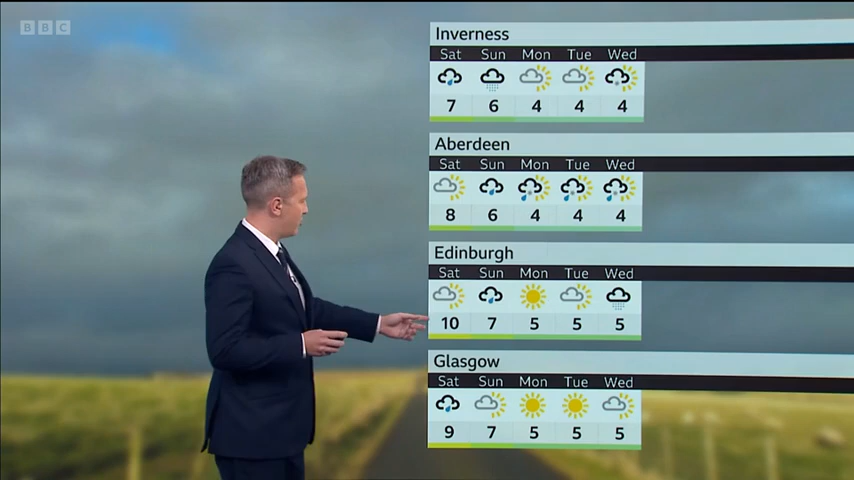 BBC
Inverness
Sat Sun Mon Tue Wed
7 6 4 4 4
Aberdeen
Sat Sun Mon Tue Wed
8 6 4 4 4
Edinburgh
Sat Sun Mon Tue Wed
10 7 5 5 5
Glasgow
Sat Sun Mon Tue Wed
9 7 5 5 5